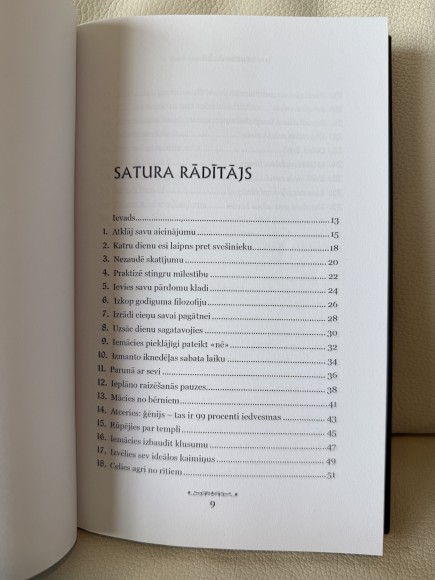 SATURA RĀDĪTĀJS
Ievads 13
1. Atklāj savu aicinājumu 15
2. Katru dienu esi laipns pret svešinieku 18
3. Nezaudē skatījumu 20
4. Praktizē stingru mīlestību 22
5. Ievies savu pārdomu kladi 24
6. Izkop godīguma filozofiju 26
7. Izrādi cieņu savai pagātnei 28
8. Uzsāc dienu sagatavojies 30
9. Iemācies pieklājīgi pateikt «nē» 32
10. Izmanto iknedēļas sabata laiku 34
11. Parunā ar sevi 36
12. Ieplāno raizēšanās pauzes 38
13. Mācies no bērniem 41
14. Atceries: ģēnijs – tas ir 99 procenti iedvesmas 43
15. Rūpējies par templi 45
16. Iemācies izbaudīt klusumu 47
17. Izvēlies sev ideālos kaimiņus 49
18. Celies agri no rītiem 51
9